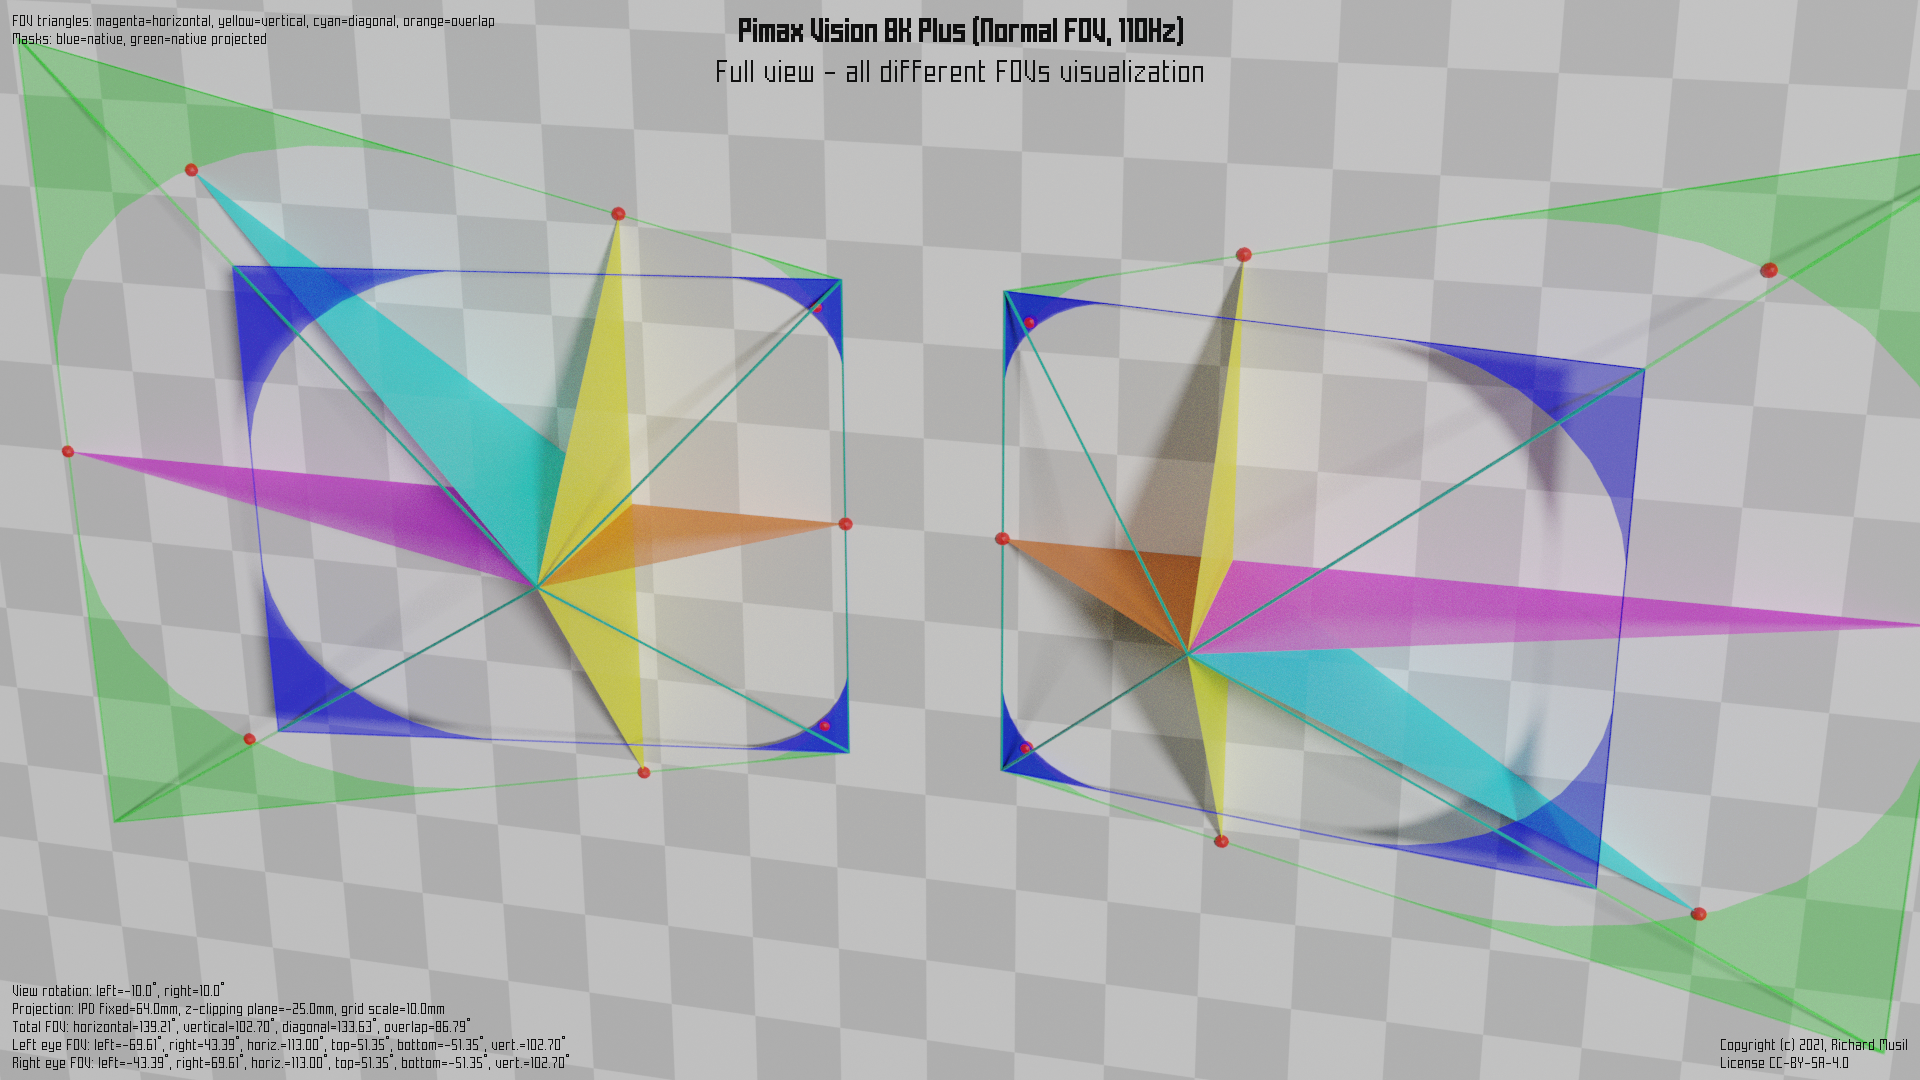 FOV triangles: magenta=horizontal, yellow=vertical, cyan=diagonal, orange=overlap
Masks: blue=native, green=native projected
Pimax Vision 8K Plus (Normal FOV, 110Hz)
Full view - all different FOVs visualization
View rotation: left=-10.0°, right=10.0°
Projection: IPD fixed=64.0mm, z-clipping plane=-25.0mm, grid scale=10.0mm
Total FOV: horizontal=139.21°, vertical=102.70°, diagonal=133.63°, overlap=86.79°
Left eye FOV: left=-69.61°, right=43.39°, horiz.=113.00°, top=51.35°, bottom=-51.35°, vert.=102.70°
Right eye FOV: left=-43.39°, right=69.61°, horiz.=113.00°, top=51.35°, bottom=-51.35°, vert.=102.70°
Copyright (c) 2021, Richard Musil
License CC-BY-SA-4.0